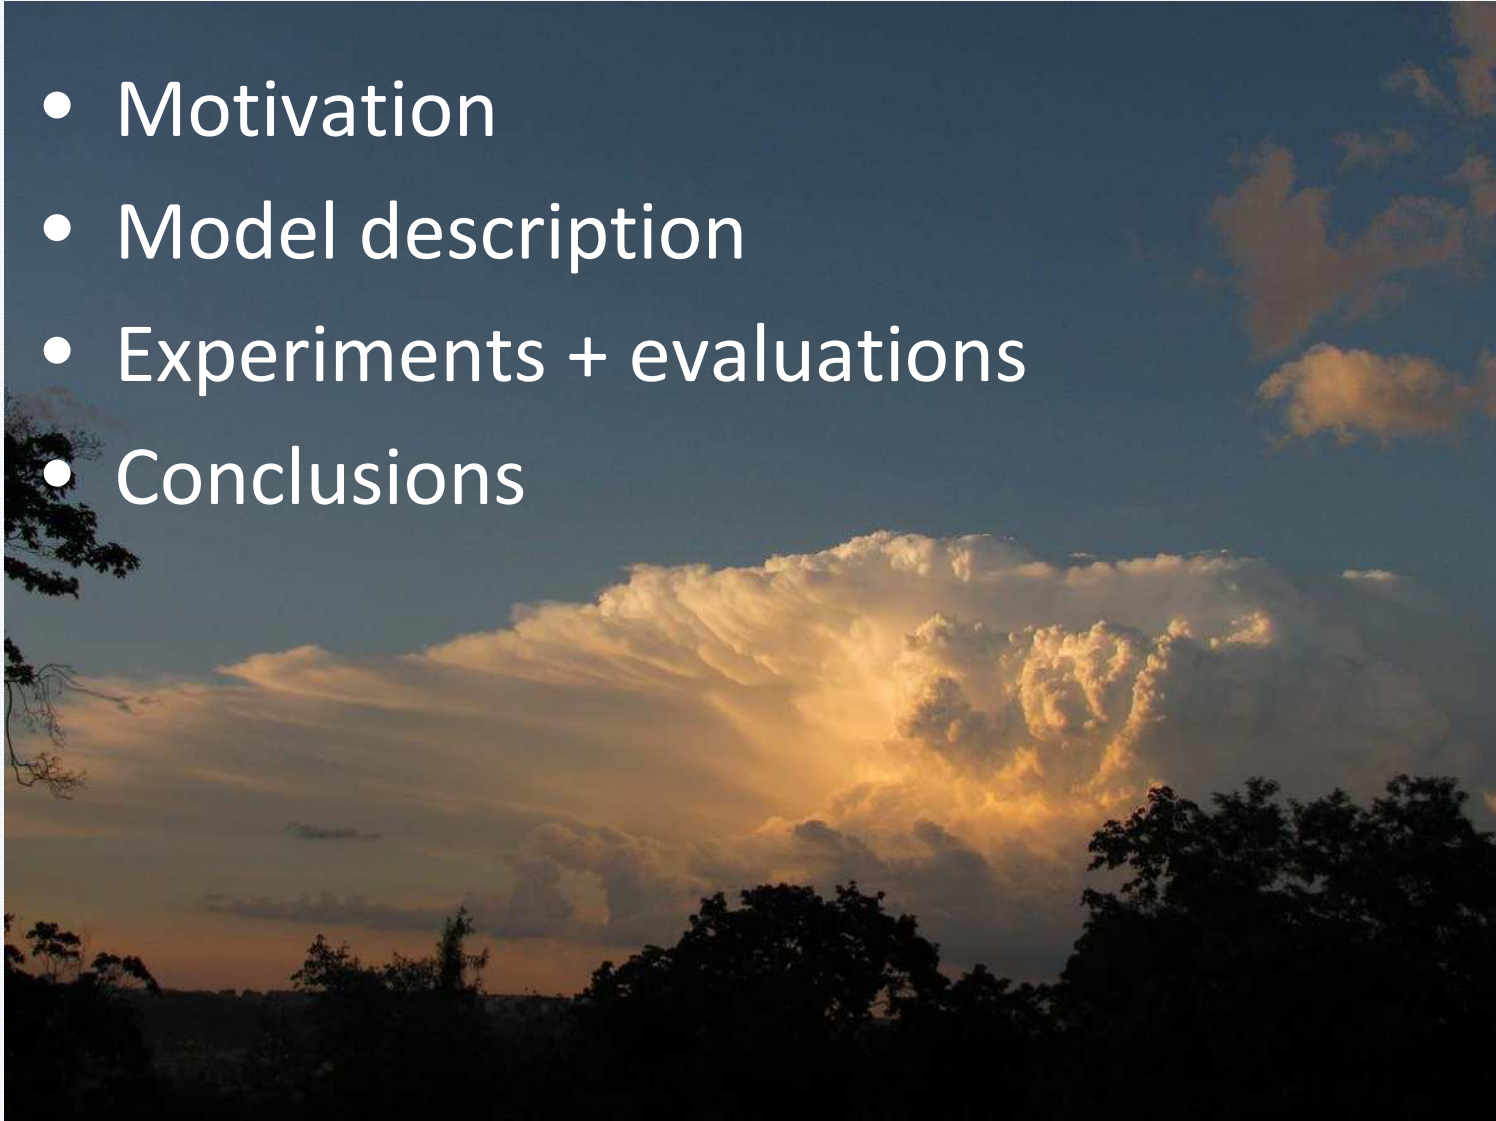 • Motivation
• Model description
• Experiments + evaluations
• Conclusions